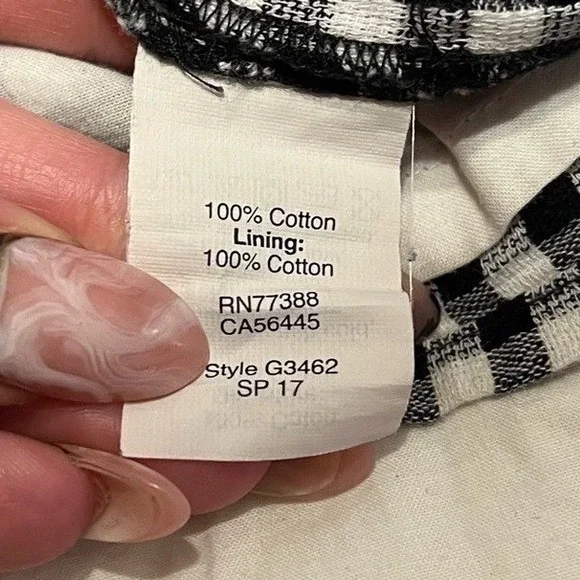 100% Cotton
Lining:
100% Cotton
RN77388
CA56445
Style G3462
SP 17